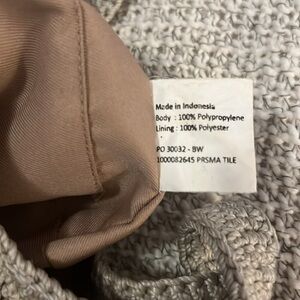 Made in Indonesia
Body : 100% Polypropylene
Lining : 100% Polyester
PO 30032 - BW
1000082645 PRSMA TILE